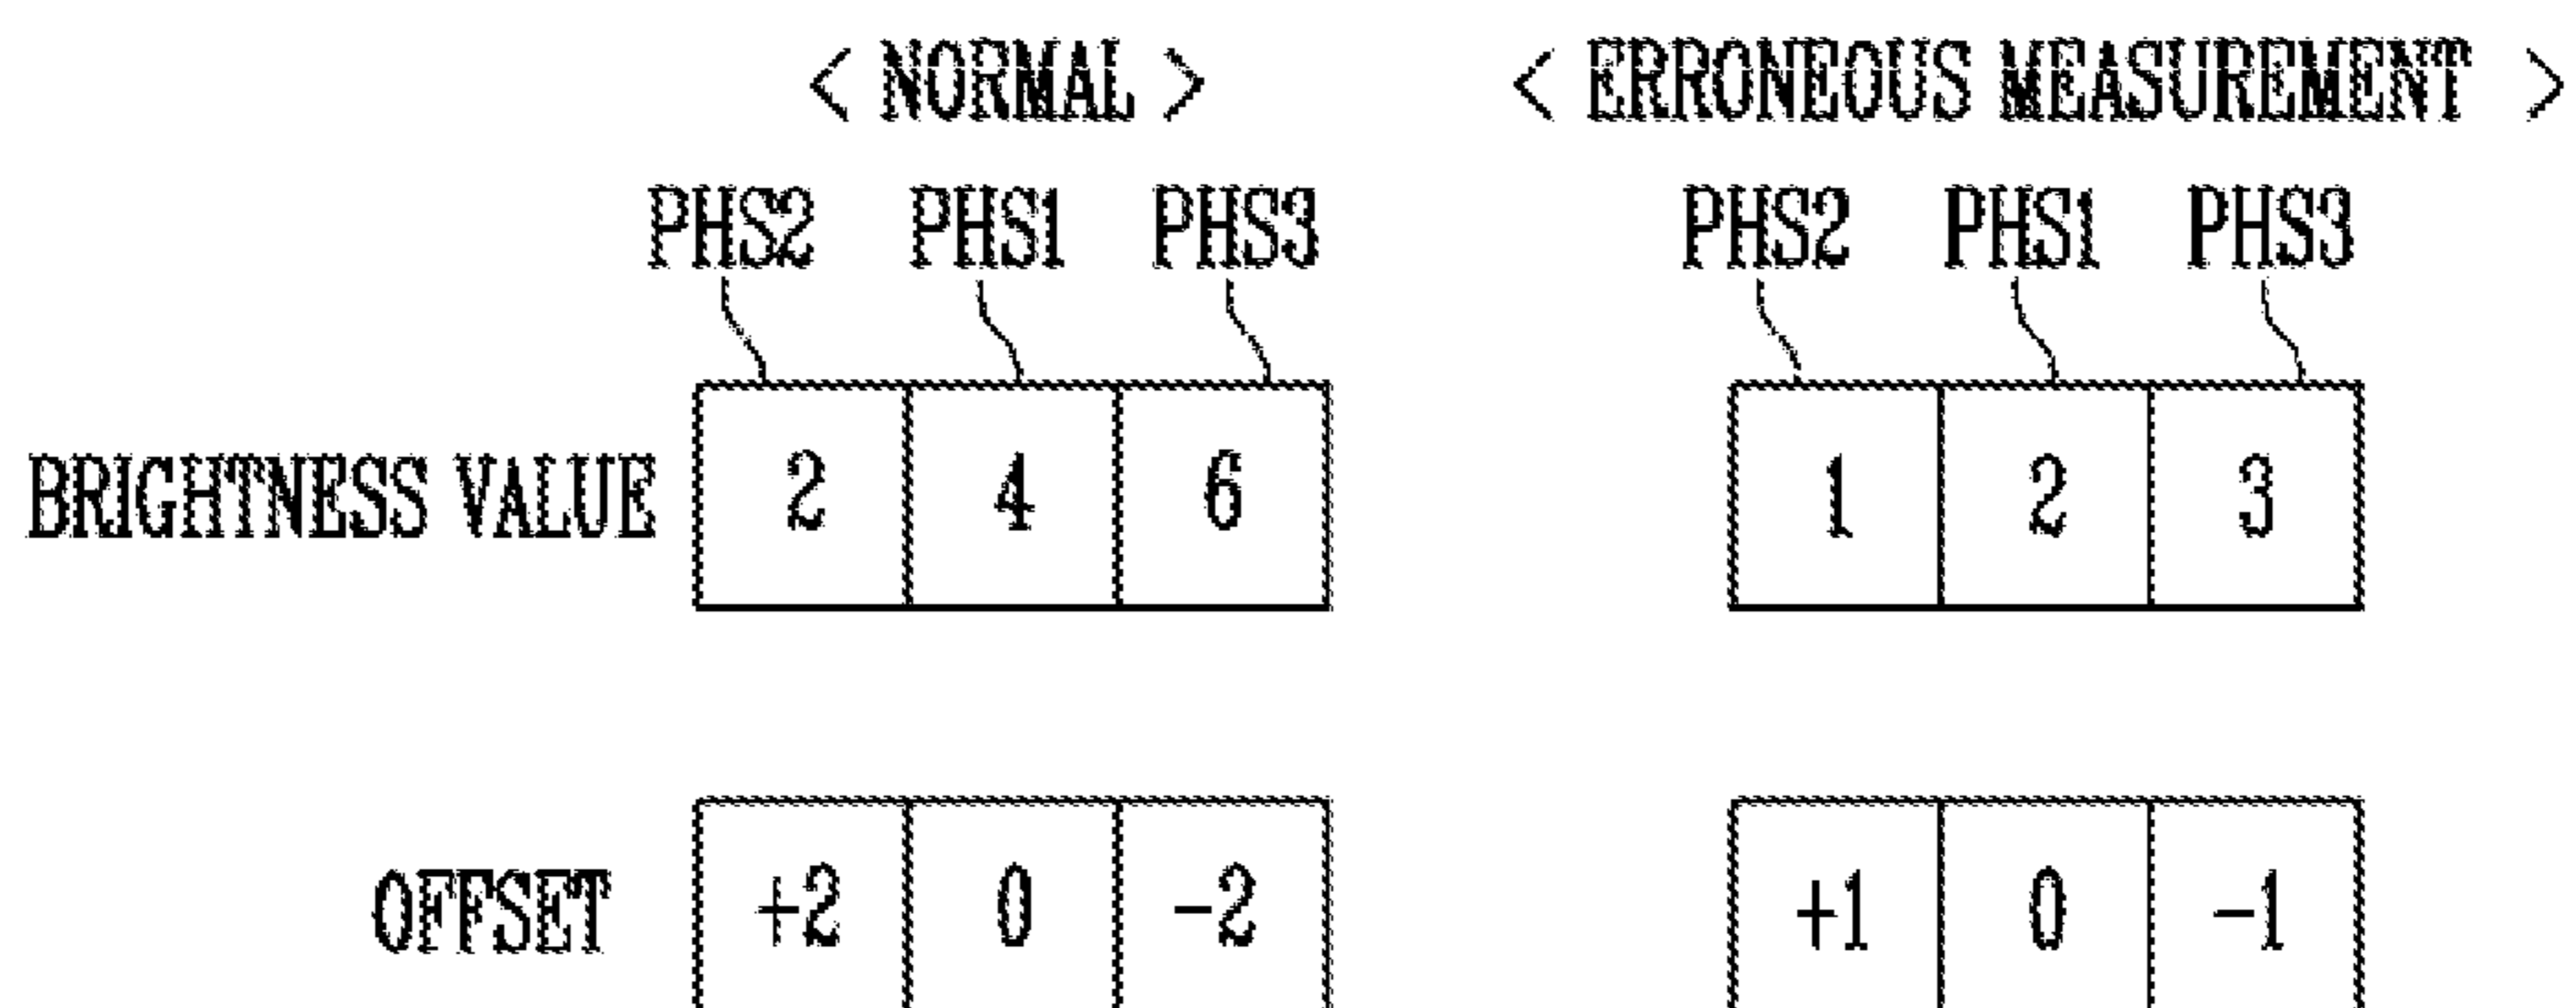 < NORMAL > < ERRONEOUS MEASUREMENT >
PHS2 PHS1 PHS3 PHS2 PHS1 PHS3
BRIGHTNESS VALUE 2 4 6 1 2 3
OFFSET +2 0 -2 +1 0 -1